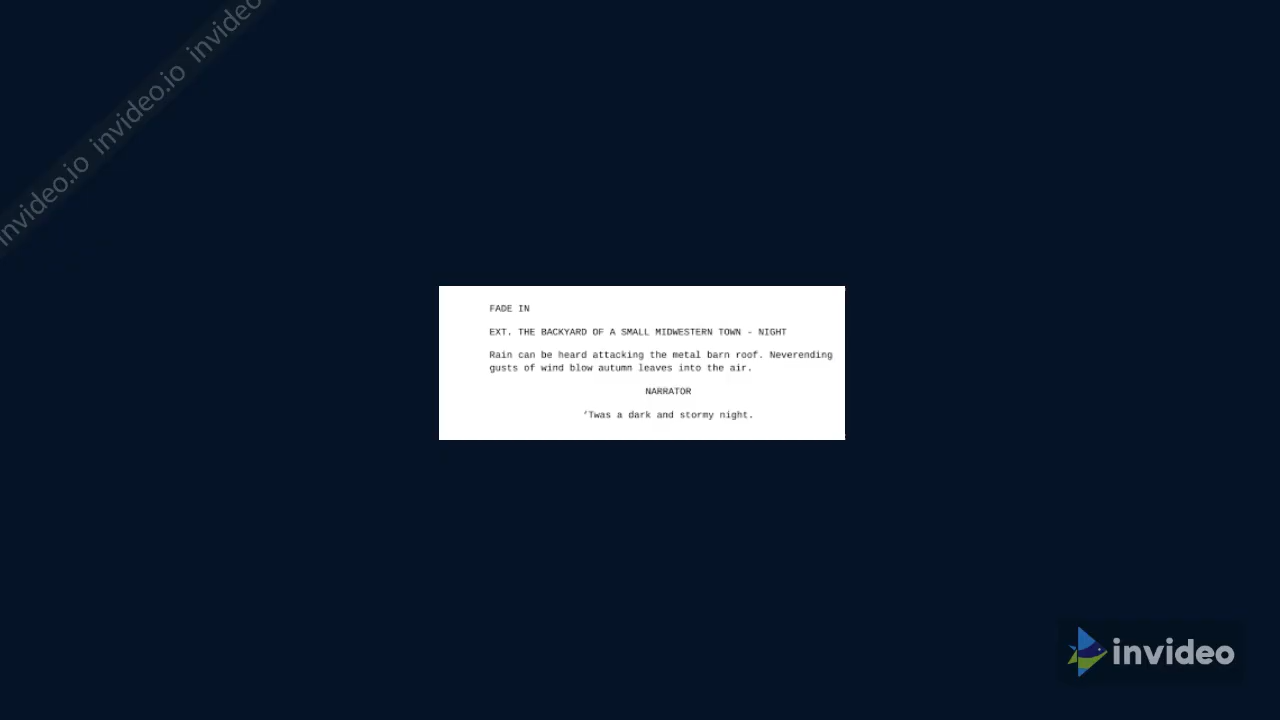 invideo.io invideo.io invideo
FADE IN
EXT. THE BACKYARD OF A SMALL MIDWESTERN TOWN - NIGHT
Rain can be heard attacking the metal barn roof. Neverending
gusts of wind blow autumn leaves into the air.
NARRATOR
‘Twas a dark and stormy night.
invideo